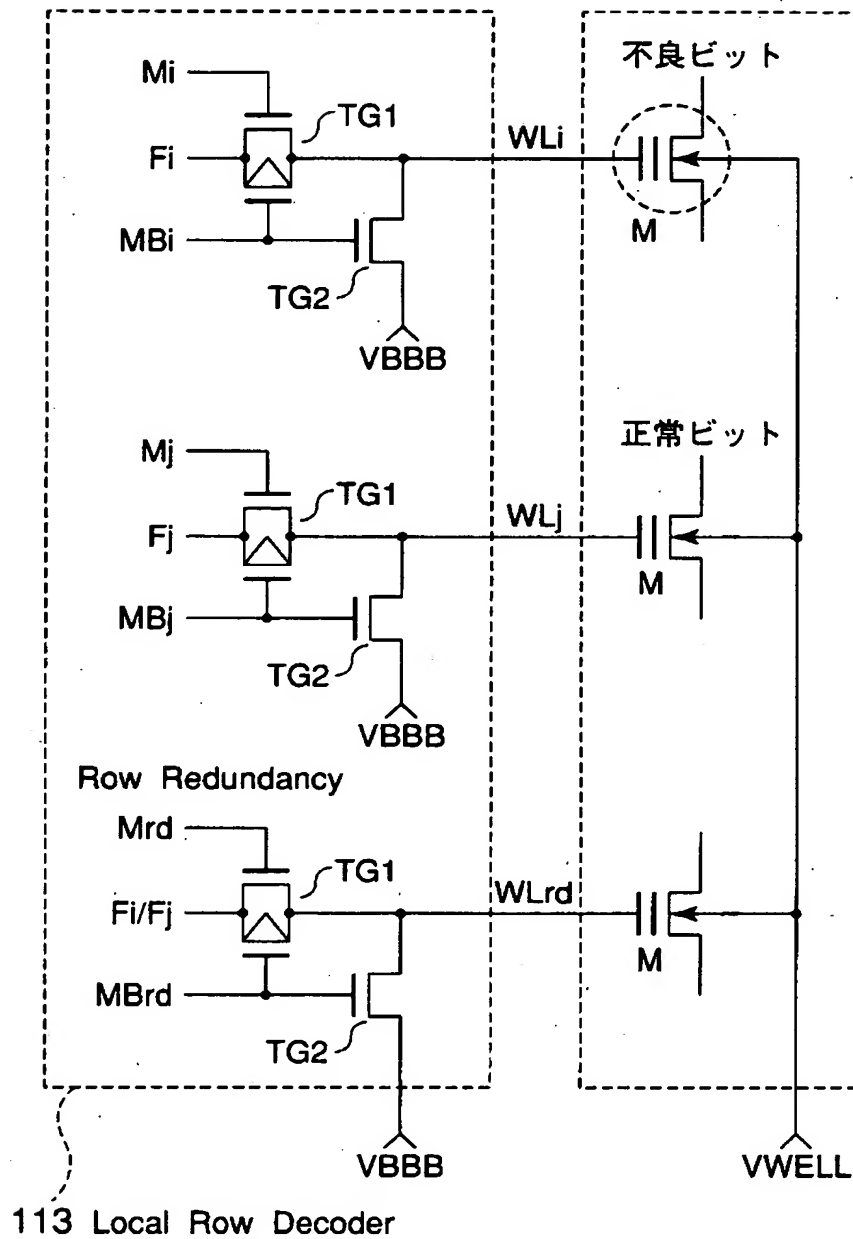 不良ビット
Mi
TG1
WLi
Fi
MBi
M
TG2
VBBB
正常ビット
Mj
TG1
WLj
Fj
MBj
M
TG2
VBBB
Row Redundancy
Mrd
TG1
WLrd
Fi/Fj
M
MBrd
TG2
VBBB
VWELL
113 Local Row Decoder